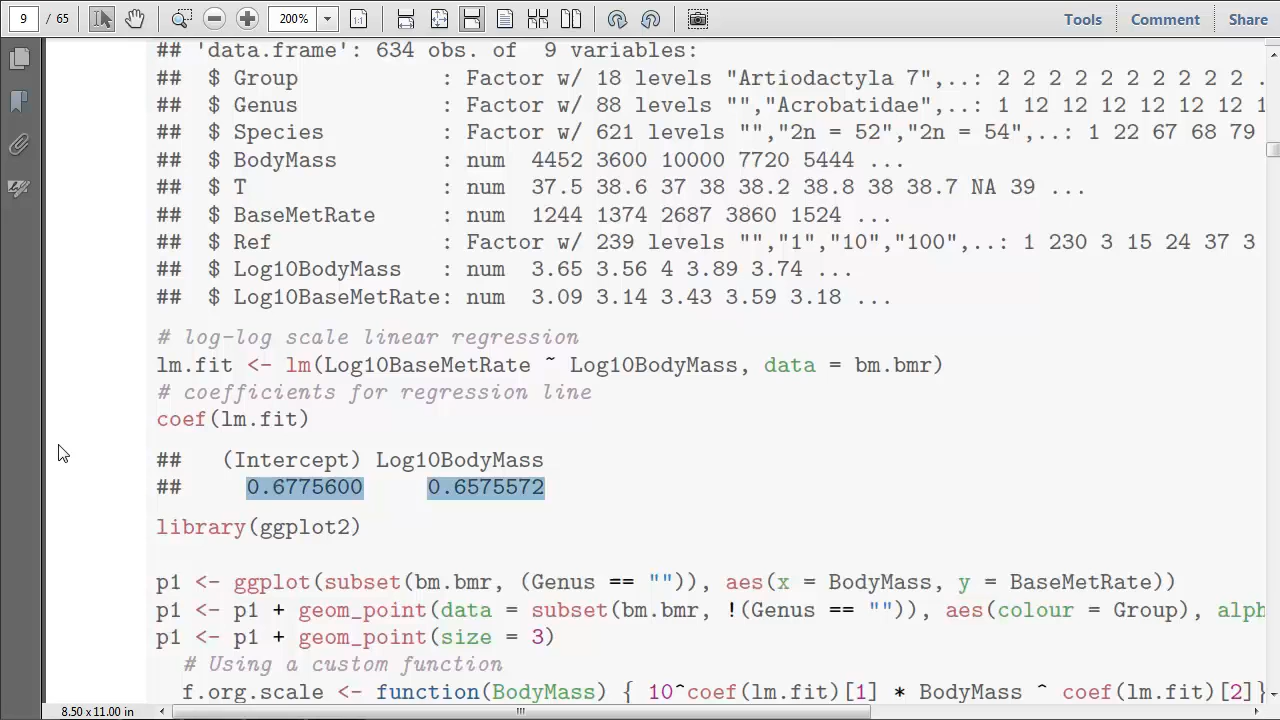 9 / 65 200% Tools Comment Share
## 'data.frame': 634 obs. of 9 variables:
## $ Group : Factor w/ 18 levels "Artiodactyla 7",..: 2 2 2 2 2 2 2 2 2 2 .
## $ Genus : Factor w/ 88 levels "","Acrobatidae",..: 1 12 12 12 12 12 12 1
## $ Species : Factor w/ 621 levels "","2n = 52","2n = 54",..: 1 22 67 68 79
## $ BodyMass : num 4452 3600 10000 7720 5444 ...
## $ T : num 37.5 38.6 37 38 38.2 38.8 38 38.7 NA 39 ...
## $ BaseMetRate : num 1244 1374 2687 3860 1524 ...
## $ Ref : Factor w/ 239 levels "","1","10","100",..: 1 230 3 15 24 37 3
## $ Log10BodyMass : num 3.65 3.56 4 3.89 3.74 ...
## $ Log10BaseMetRate: num 3.09 3.14 3.43 3.59 3.18 ...
# log-log scale linear regression
lm.fit <- lm(Log10BaseMetRate ~ Log10BodyMass, data = bm.bmr)
# coefficients for regression line
coef(lm.fit)
## (Intercept) Log10BodyMass
## 0.6775600 0.6575572
library(ggplot2)
p1 <- ggplot(subset(bm.bmr, (Genus == "")), aes(x = BodyMass, y = BaseMetRate))
p1 <- p1 + geom_point(data = subset(bm.bmr, !(Genus == "")), aes(colour = Group), alph
p1 <- p1 + geom_point(size = 3)
# Using a custom function
f.org.scale <- function(BodyMass) { 10^coef(lm.fit)[1] * BodyMass ^ coef(lm.fit)[2]}
8.50 x 11.00 in